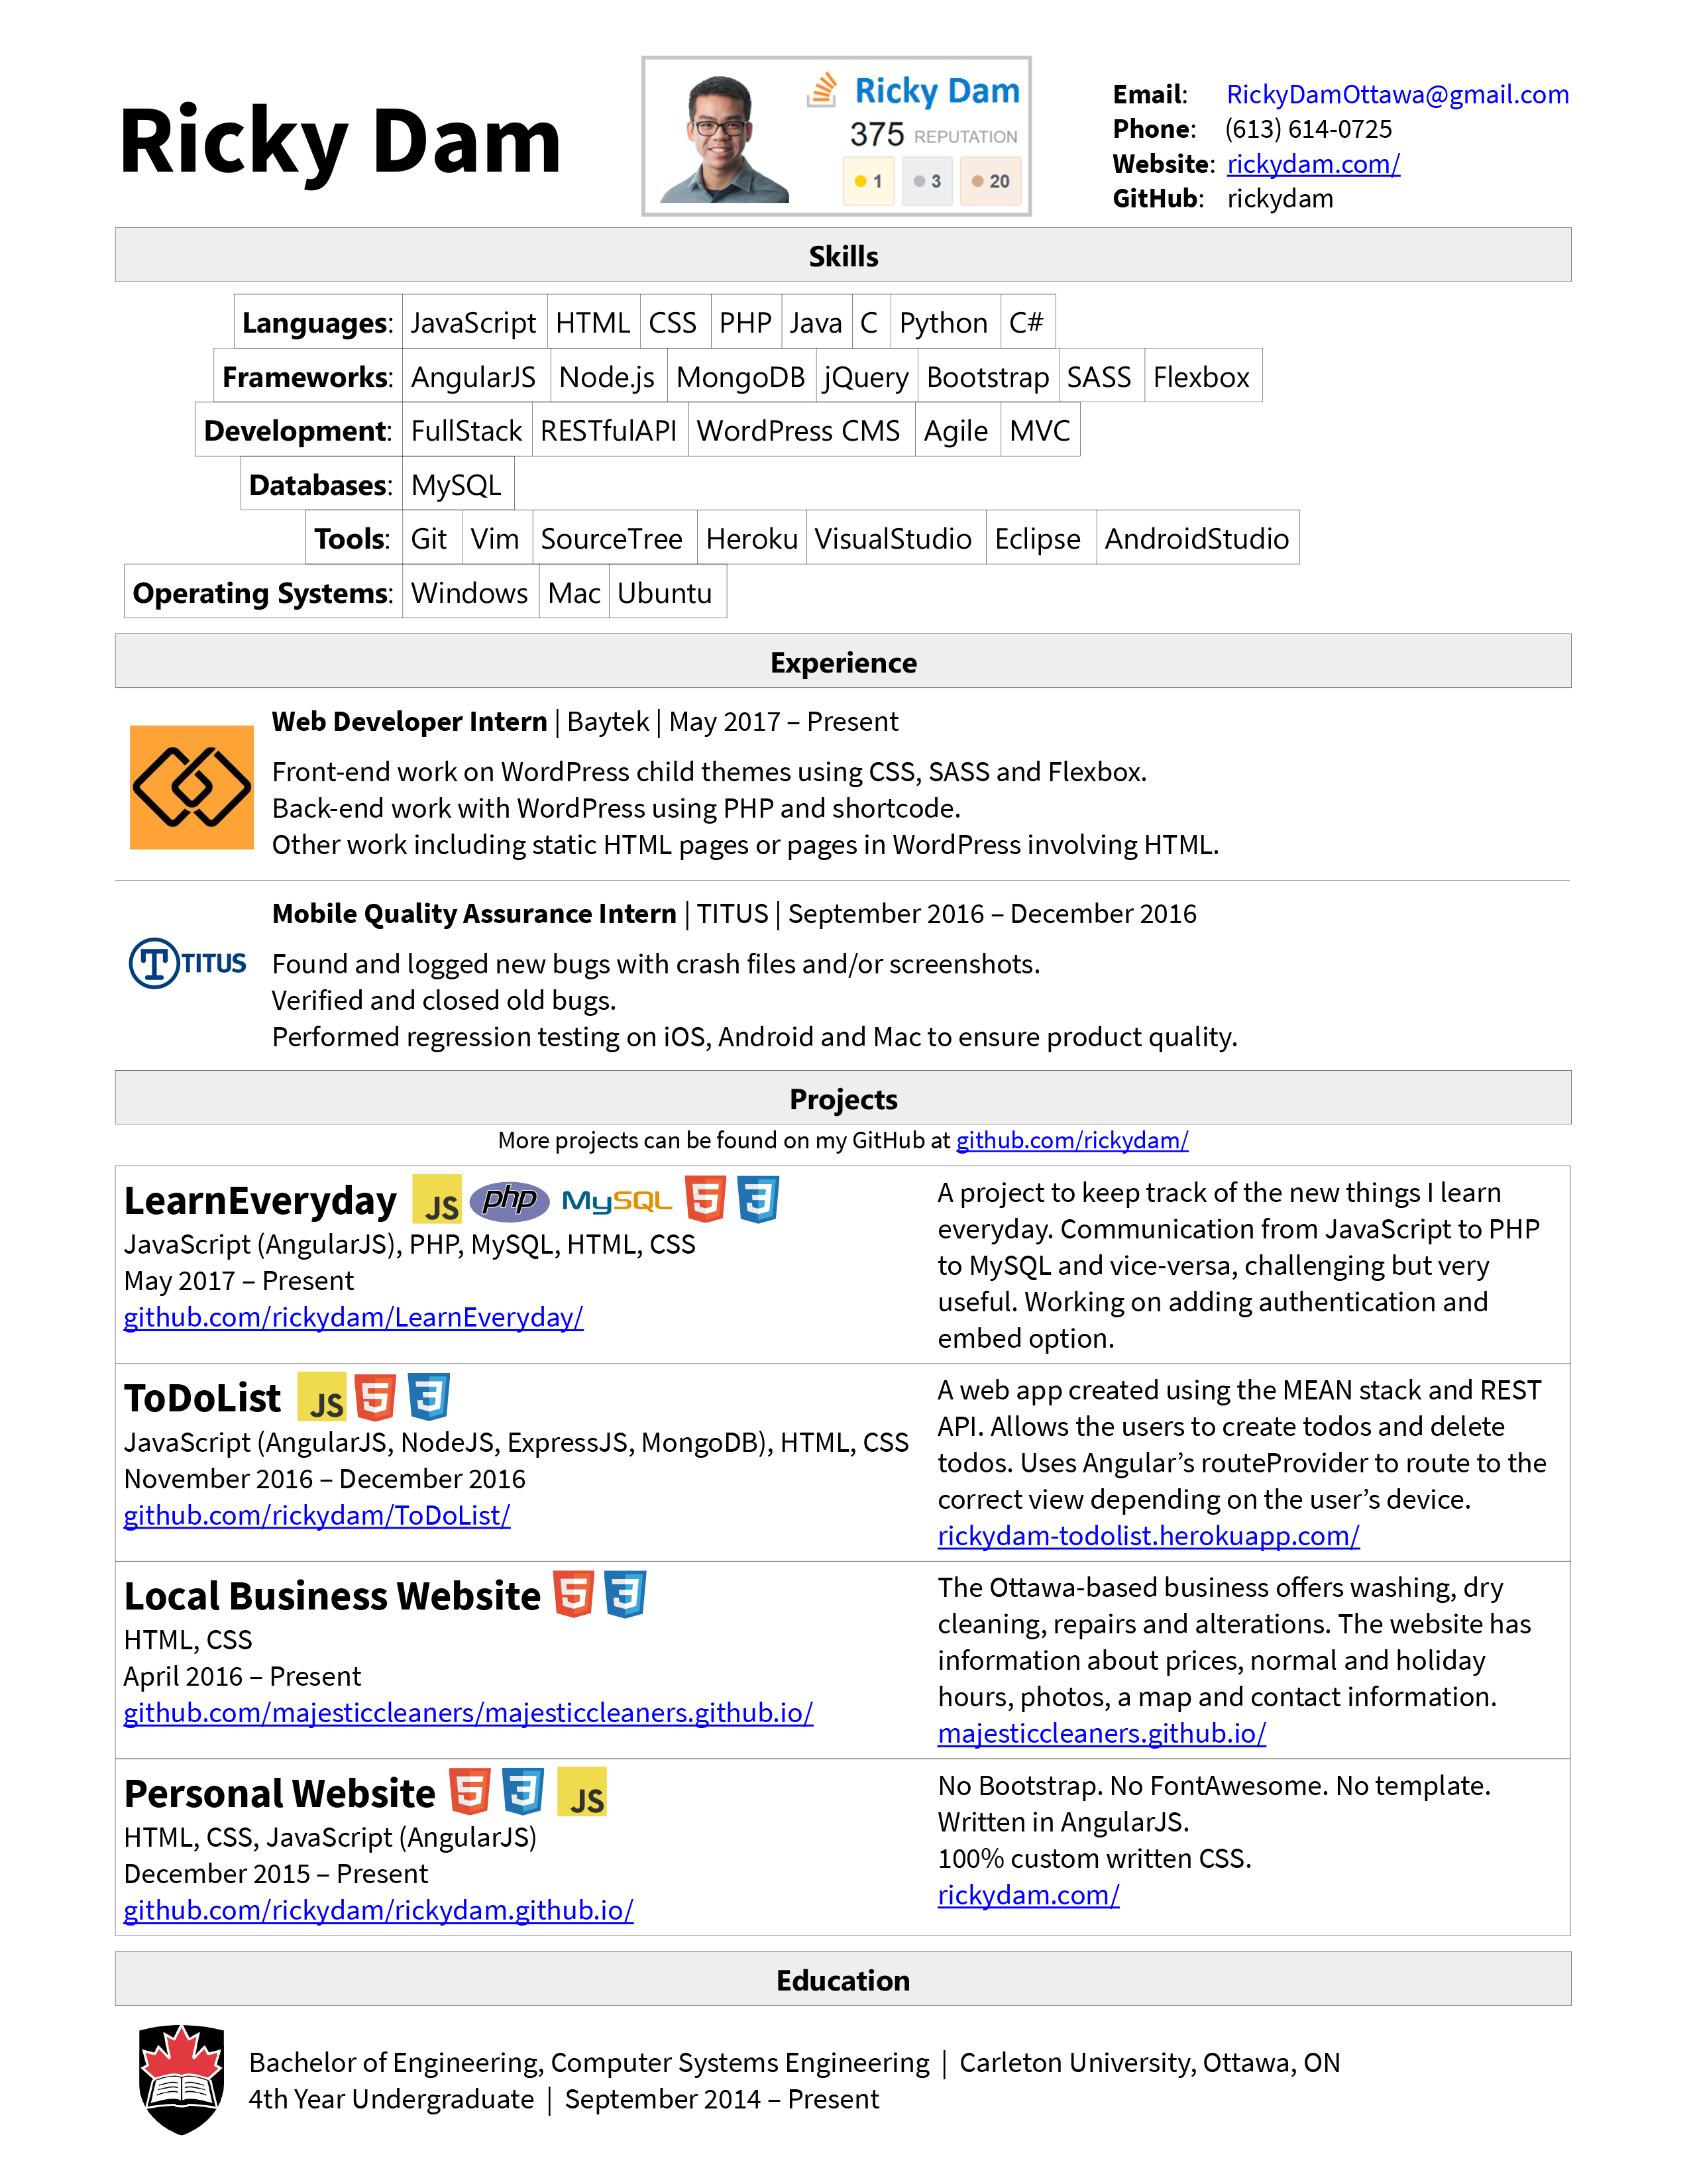 Ricky Dam
Ricky Dam
375 REPUTATION
1 3 20
Email: RickyDamOttawa@gmail.com
Phone: (613) 614-0725
Website: rickydam.com/
GitHub: rickydam
Skills
Languages: JavaScript HTML CSS PHP Java C Python C#
Frameworks: AngularJS Node.js MongoDB jQuery Bootstrap SASS Flexbox
Development: FullStack RESTfulAPI WordPress CMS Agile MVC
Databases: MySQL
Tools: Git Vim SourceTree Heroku VisualStudio Eclipse AndroidStudio
Operating Systems: Windows Mac Ubuntu
Experience
Web Developer Intern | Baytek | May 2017 – Present
Front-end work on WordPress child themes using CSS, SASS and Flexbox.
Back-end work with WordPress using PHP and shortcode.
Other work including static HTML pages or pages in WordPress involving HTML.
Mobile Quality Assurance Intern | TITUS | September 2016 – December 2016
T TITUS
Found and logged new bugs with crash files and/or screenshots.
Verified and closed old bugs.
Performed regression testing on iOS, Android and Mac to ensure product quality.
Projects
More projects can be found on my GitHub at github.com/rickydam/
LearnEveryday JS php MySQL 5 3
JavaScript (AngularJS), PHP, MySQL, HTML, CSS
May 2017 – Present
github.com/rickydam/LearnEveryday/
A project to keep track of the new things I learn
everyday. Communication from JavaScript to PHP
to MySQL and vice-versa, challenging but very
useful. Working on adding authentication and
embed option.
ToDoList JS 5 3
JavaScript (AngularJS, NodeJS, ExpressJS, MongoDB), HTML, CSS
November 2016 – December 2016
github.com/rickydam/ToDoList/
A web app created using the MEAN stack and REST
API. Allows the users to create todos and delete
todos. Uses Angular’s routeProvider to route to the
correct view depending on the user’s device.
rickydam-todolist.herokuapp.com/
Local Business Website 5 3
HTML, CSS
April 2016 – Present
github.com/majesticcleaners/majesticcleaners.github.io/
The Ottawa-based business offers washing, dry
cleaning, repairs and alterations. The website has
information about prices, normal and holiday
hours, photos, a map and contact information.
majesticcleaners.github.io/
Personal Website 5 3 JS
HTML, CSS, JavaScript (AngularJS)
December 2015 – Present
github.com/rickydam/rickydam.github.io/
No Bootstrap. No FontAwesome. No template.
Written in AngularJS.
100% custom written CSS.
rickydam.com/
Education
Bachelor of Engineering, Computer Systems Engineering | Carleton University, Ottawa, ON
4th Year Undergraduate | September 2014 – Present